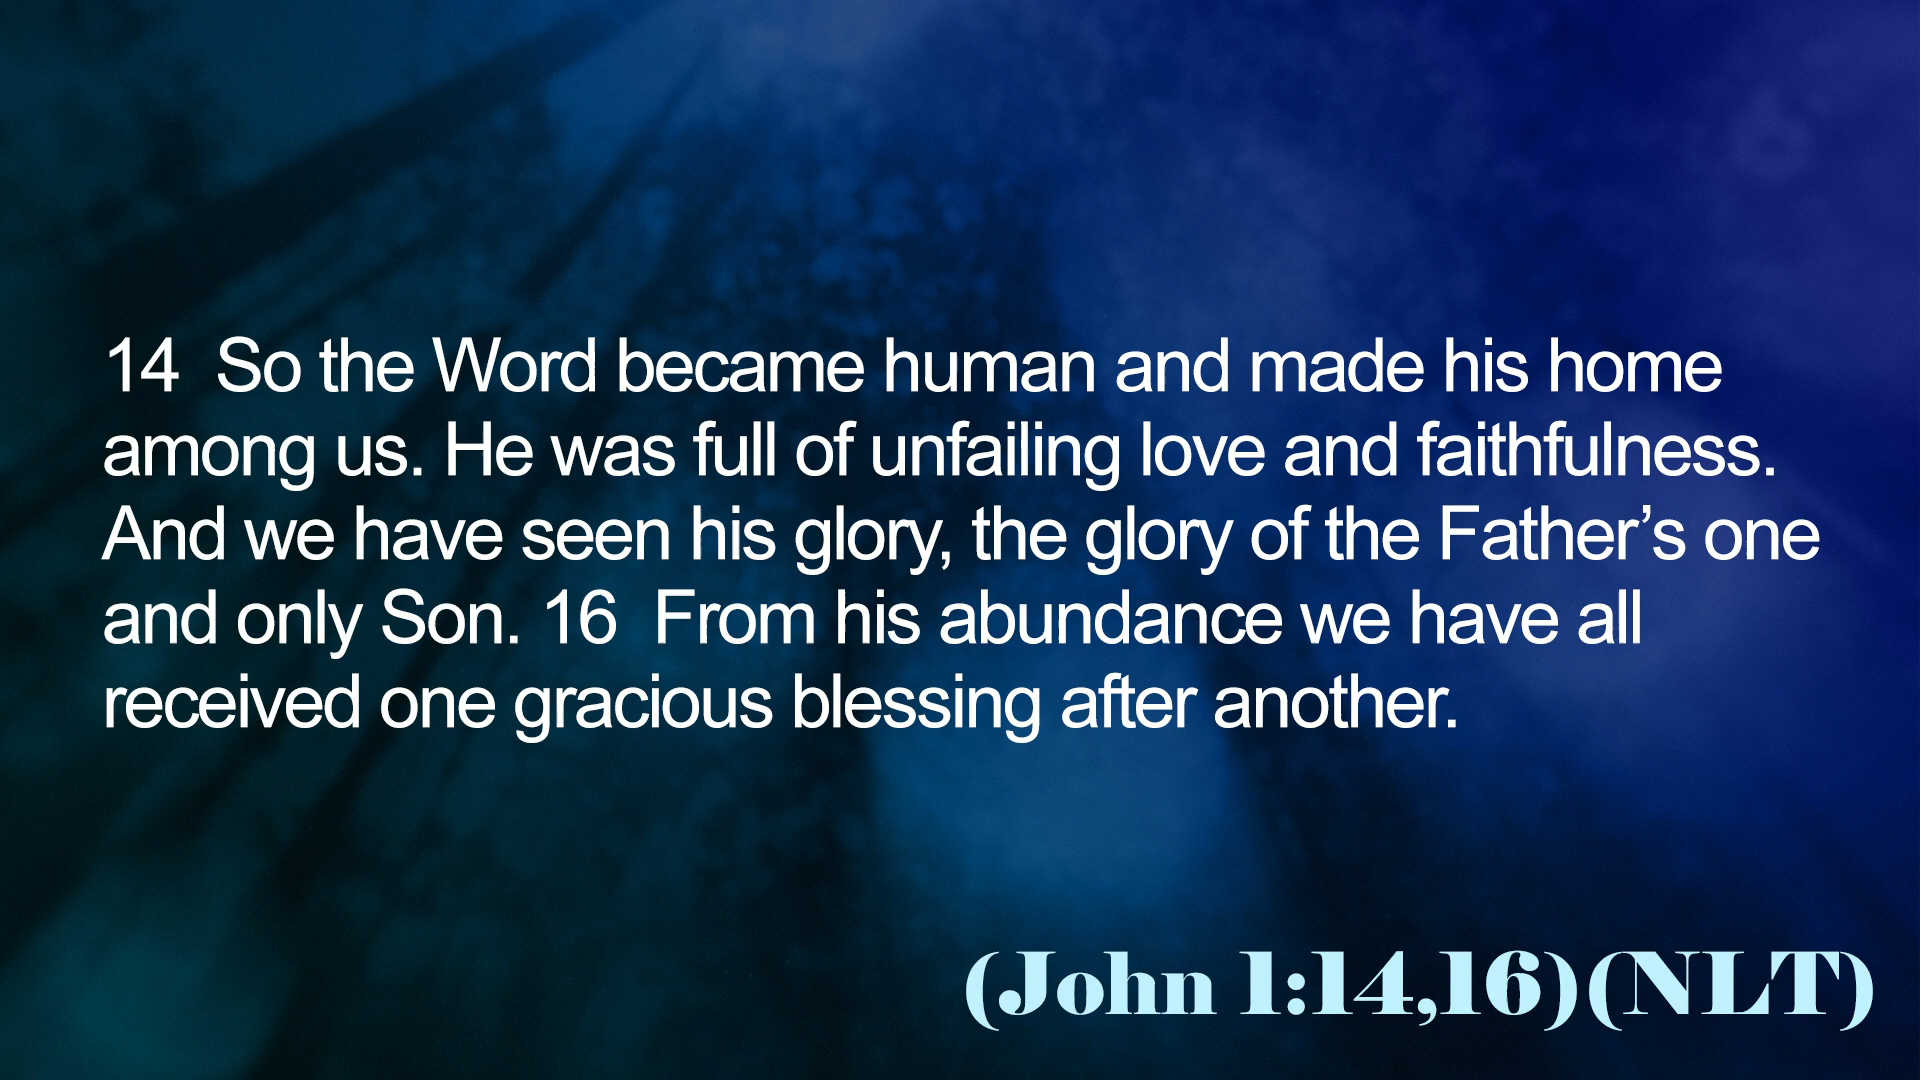 14  So the Word became human and made his home
among us. He was full of unfailing love and faithfulness.
And we have seen his glory, the glory of the Father’s one
and only Son. 16  From his abundance we have all
received one gracious blessing after another.
(John 1:14,16)(NLT)